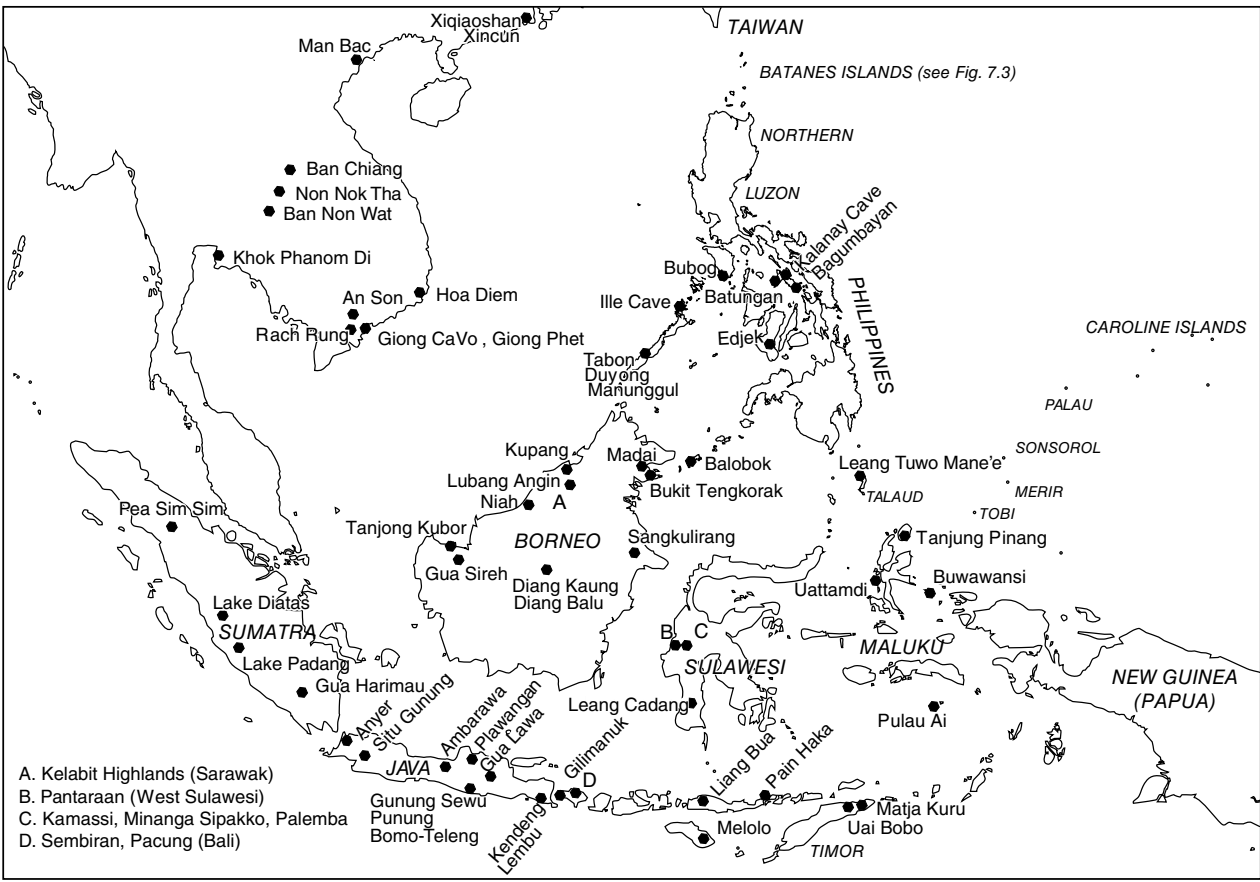 Xiqiaoshan
Xincun
TAIWAN
Man Bac
BATANES ISLANDS (see Fig. 7.3)
NORTHERN
LUZON
Ban Chiang
Non Nok Tha
Ban Non Wat
Kalanay Cave
Bagumbayan
Khok Phanom Di
Bubog
Batungan
Ille Cave
An Son
Hoa Diem
PHILIPPINES
CAROLINE ISLANDS
Rach Rung
Giong CaVo , Giong Phet
Edjek
Tabon
Duyong
Manunggul
PALAU
SONSOROL
Kupang
Madai
Balobok
Leang Tuwo Mane'e
Lubang Angin
A
Bukit Tengkorak
Niah
TALAUD
MERIR
TOBI
Pea Sim Sim
Tanjong Kubor
BORNEO
Sangkulirang
Tanjung Pinang
Gua Sireh
Diang Kaung
Diang Balu
Uattamdi
Buwawansi
Lake Diatas
SUMATRA
B
C
MALUKU
Lake Padang
SULAWESI
NEW GUINEA
(PAPUA)
Gua Harimau
Leang Cadang
Pulau Ai
Anyer
Situ Gunung
Ambarawa
Plawangan
Gua Lawa
Gilimanuk
Liang Bua
Pain Haka
JAVA
D
A. Kelabit Highlands (Sarawak)
B. Pantaraan (West Sulawesi)
C. Kamassi, Minanga Sipakko, Palemba
D. Sembiran, Pacung (Bali)
Gunung Sewu
Punung
Bomo-Teleng
Kendeng
Lembu
Melolo
Matja Kuru
Uai Bobo
TIMOR